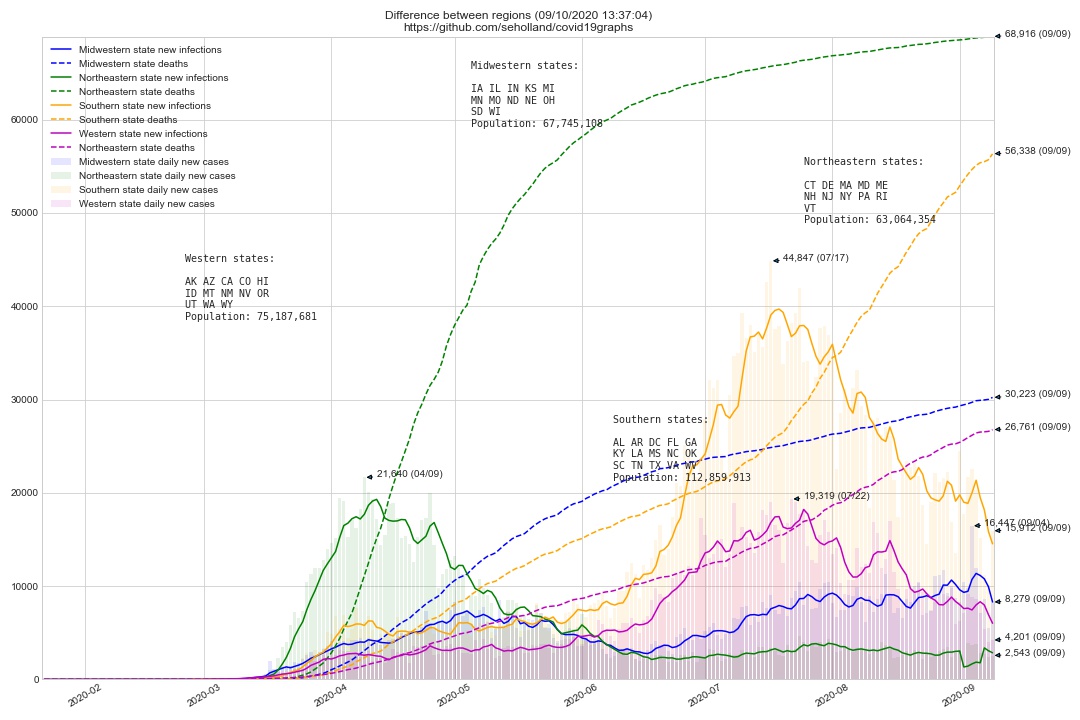 Difference between regions (09/10/2020 13:37:04)
https://github.com/seholland/covid19graphs
Midwestern state new infections
Midwestern state deaths
Northeastern state new infections
Northeastern state deaths
Southern state new infections
Southern state deaths
Western state new infections
Northeastern state deaths
Midwestern state daily new cases
Northeastern state daily new cases
Southern state daily new cases
Western state daily new cases
Midwestern states:
IA IL IN KS MI
MN MO ND NE OH
SD WI
Population: 67,745,108
Northeastern states:
CT DE MA MD ME
NH NJ NY PA RI
VT
Population: 63,064,354
Western states:
AK AZ CA CO HI
ID MT NM NV OR
UT WA WY
Population: 75,187,681
Southern states:
AL AR DC FL GA
KY LA MS NC OK
SC TN TX VA WV
Population: 112,859,913
68,916 (09/09)
56,338 (09/09)
44,847 (07/17)
30,223 (09/09)
26,761 (09/09)
21,640 (04/09)
19,319 (07/22)
16,447 (09/04)
15,912 (09/09)
8,279 (09/09)
4,201 (09/09)
2,543 (09/09)
60000
50000
40000
30000
20000
10000
0
2020-02
2020-03
2020-04
2020-05
2020-06
2020-07
2020-08
2020-09